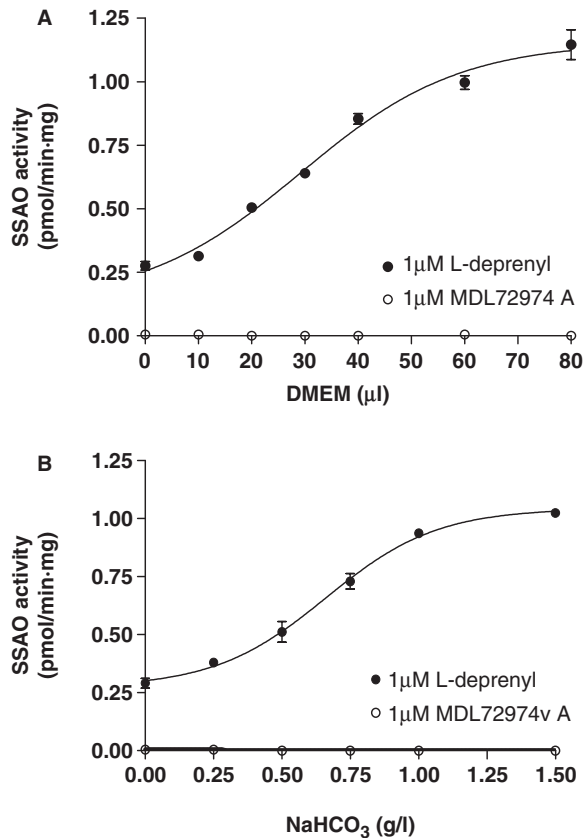 A
1.25
1.00
0.75
0.50
0.25
0.00
SSAO activity
(pmol/min·mg)
1μM L-deprenyl
1μM MDL72974 A
0 10 20 30 40 50 60 70 80
DMEM (μl)
B
1.25
1.00
0.75
0.50
0.25
0.00
SSAO activity
(pmol/min·mg)
1μM L-deprenyl
1μM MDL72974v A
0.00 0.25 0.50 0.75 1.00 1.25 1.50
NaHCO₃ (g/l)